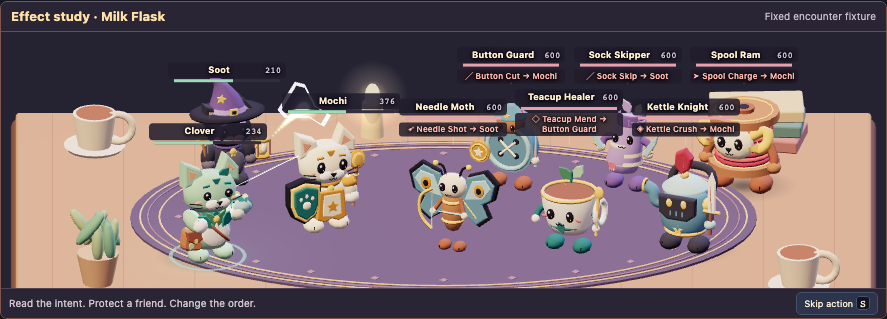 Effect study · Milk Flask
Fixed encounter fixture
Button Guard 600
／ Button Cut → Mochi
Sock Skipper 600
／ Sock Skip → Soot
Spool Ram 600
➤ Spool Charge → Mochi
Soot 210
Mochi 376
Clover 234
Needle Moth 600
➶ Needle Shot → Soot
Teacup Healer 600
◇ Teacup Mend →
Button Guard
Kettle Knight 600
◈ Kettle Crush → Mochi
Read the intent. Protect a friend. Change the order.
Skip action S